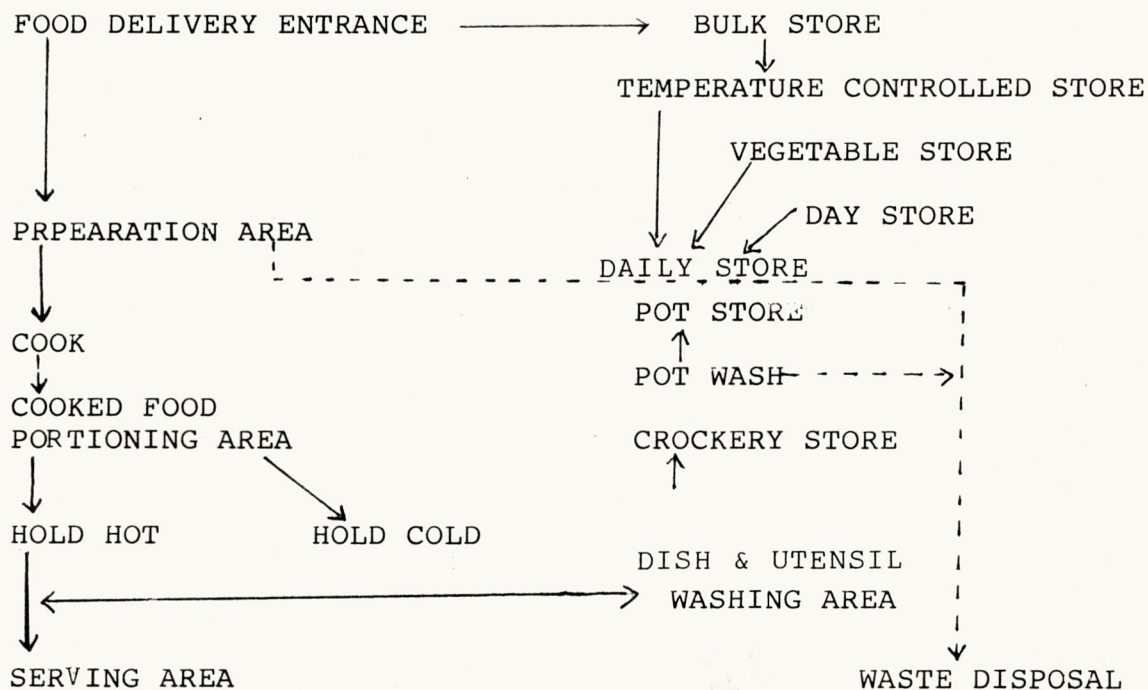 FOOD DELIVERY ENTRANCE
BULK STORE
TEMPERATURE CONTROLLED STORE
VEGETABLE STORE
DAY STORE
PRPEARATION AREA
DAILY STORE
POT STORE
COOK
POT WASH
COOKED FOOD
PORTIONING AREA
CROCKERY STORE
HOLD HOT
HOLD COLD
DISH & UTENSIL
WASHING AREA
SERVING AREA
WASTE DISPOSAL